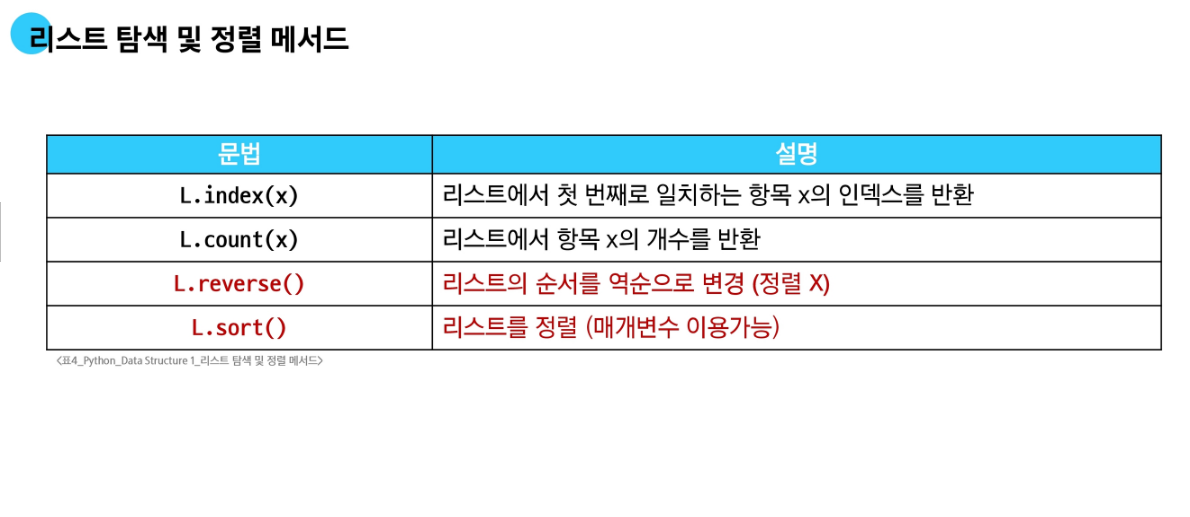 리스트 탐색 및 정렬 메서드
문법 설명
L.index(x) 리스트에서 첫 번째로 일치하는 항목 x의 인덱스를 반환
L.count(x) 리스트에서 항목 x의 개수를 반환
L.reverse() 리스트의 순서를 역순으로 변경 (정렬 X)
L.sort() 리스트를 정렬 (매개변수 이용가능)
<표4_Python_Data Structure 1_리스트 탐색 및 정렬 메서드>